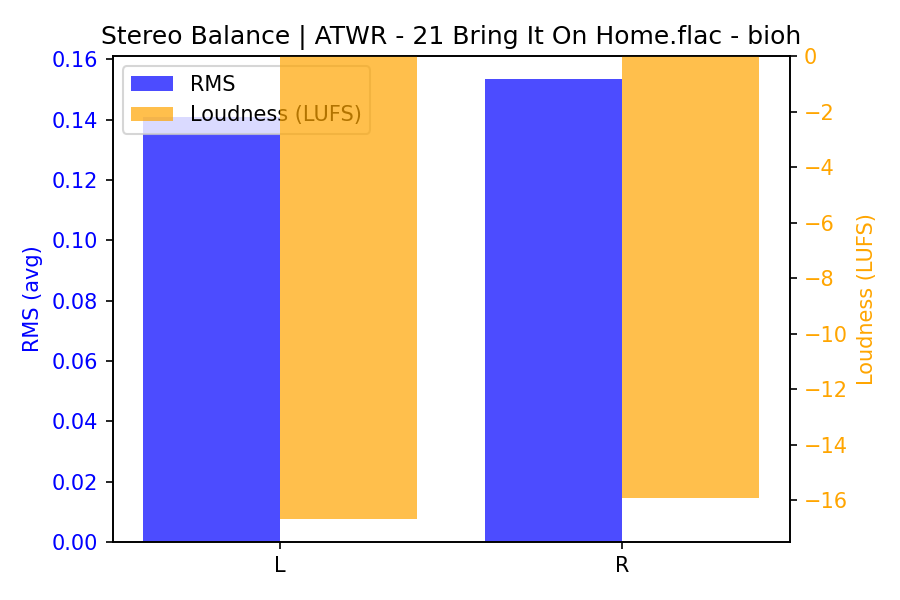 Stereo Balance | ATWR - 21 Bring It On Home.flac - bioh
RMS
Loudness (LUFS)
RMS (avg)
0.16
0.14
0.12
0.10
0.08
0.06
0.04
0.02
0.00
L
R
0
−2
−4
−6
−8
−10
−12
−14
−16
Loudness (LUFS)